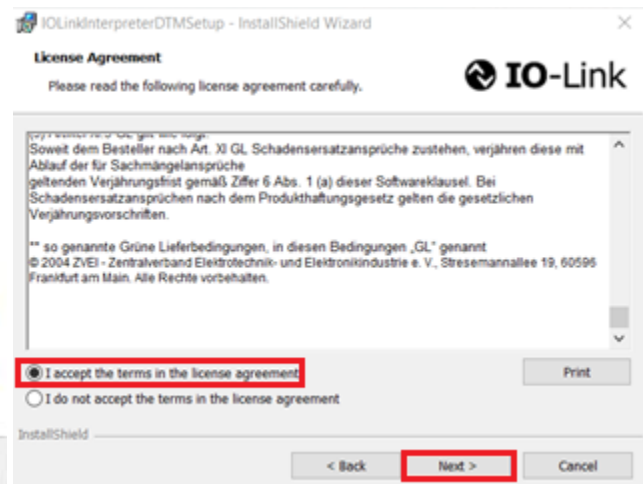 IOLinkInterpreterDTMSetup - InstallShield Wizard
License Agreement
Please read the following license agreement carefully.
IO-Link
Soweit dem Besteller nach Art. XI GL Schadensersatzansprüche zustehen, verjähren diese mit
Ablauf der für Sachmängelansprüche
geltenden Verjährungsfrist gemäß Ziffer 6 Abs. 1 (a) dieser Softwareklausel. Bei
Schadensersatzansprüchen nach dem Produkthaftungsgesetz gelten die gesetzlichen
Verjährungsvorschriften.
** so genannte Grüne Lieferbedingungen, in diesen Bedingungen „GL" genannt
© 2004 ZVEI - Zentralverband Elektrotechnik- und Elektronikindustrie e. V., Stresemannallee 19, 60596
Frankfurt am Main. Alle Rechte vorbehalten.
I accept the terms in the license agreement
Print
I do not accept the terms in the license agreement
InstallShield
< Back
Next >
Cancel